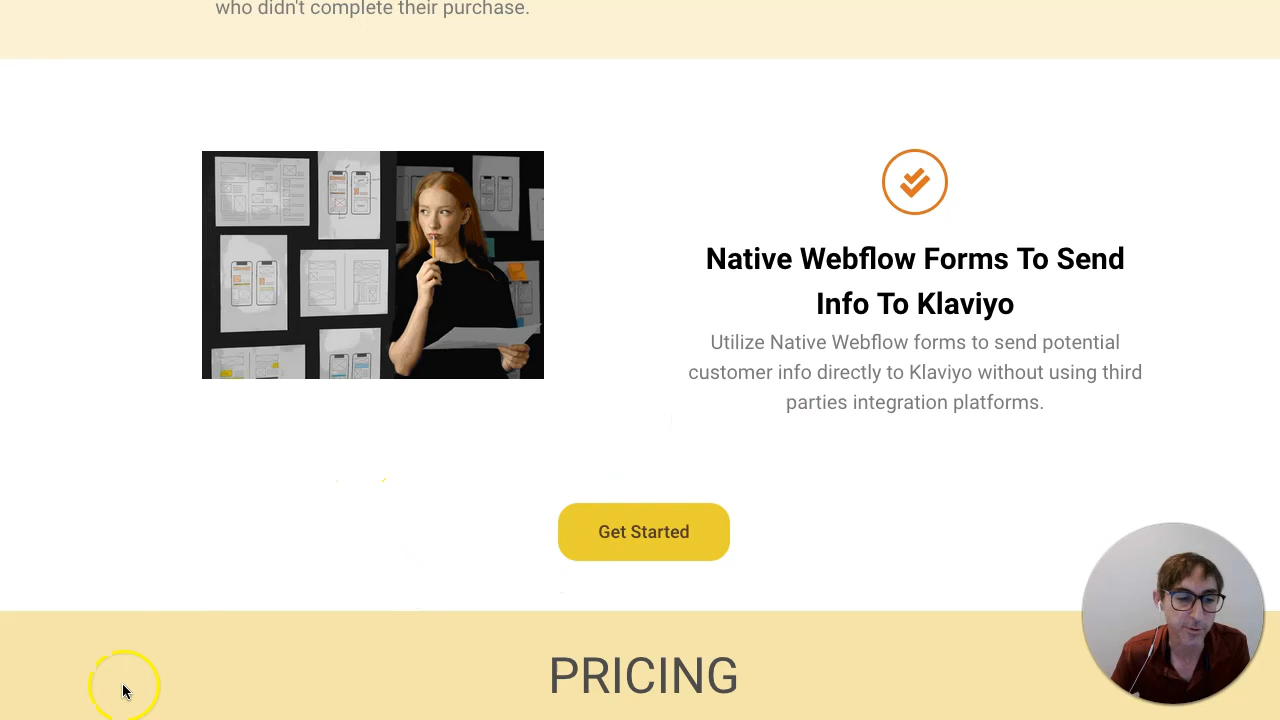 who didn't complete their purchase.
Native Webflow Forms To Send
Info To Klaviyo
Utilize Native Webflow forms to send potential
customer info directly to Klaviyo without using third
parties integration platforms.
Get Started
PRICING